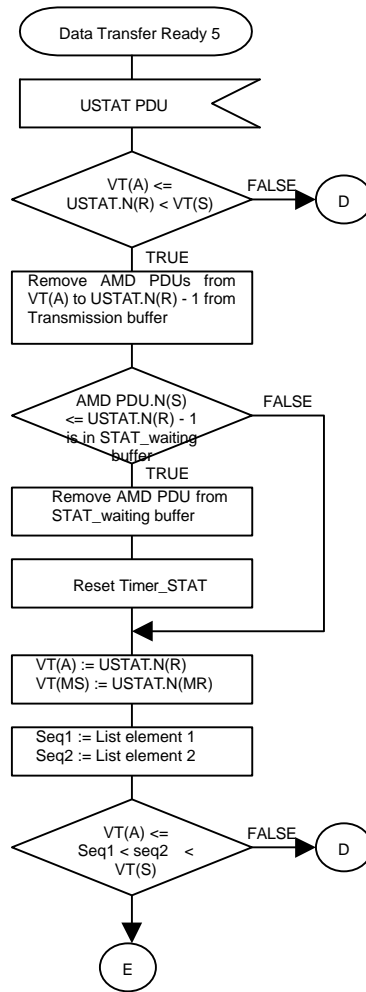 Data Transfer Ready 5
USTAT PDU
VT(A) <=
USTAT.N(R) < VT(S)
FALSE
D
TRUE
Remove AMD PDUs from
VT(A) to USTAT.N(R) - 1 from
Transmission buffer
AMD PDU.N(S)
<= USTAT.N(R) - 1
is in STAT_waiting
buffer
FALSE
TRUE
Remove AMD PDU from
STAT_waiting buffer
Reset Timer_STAT
VT(A) := USTAT.N(R)
VT(MS) := USTAT.N(MR)
Seq1 := List element 1
Seq2 := List element 2
VT(A) <=
Seq1 < seq2 <
VT(S)
FALSE
D
E